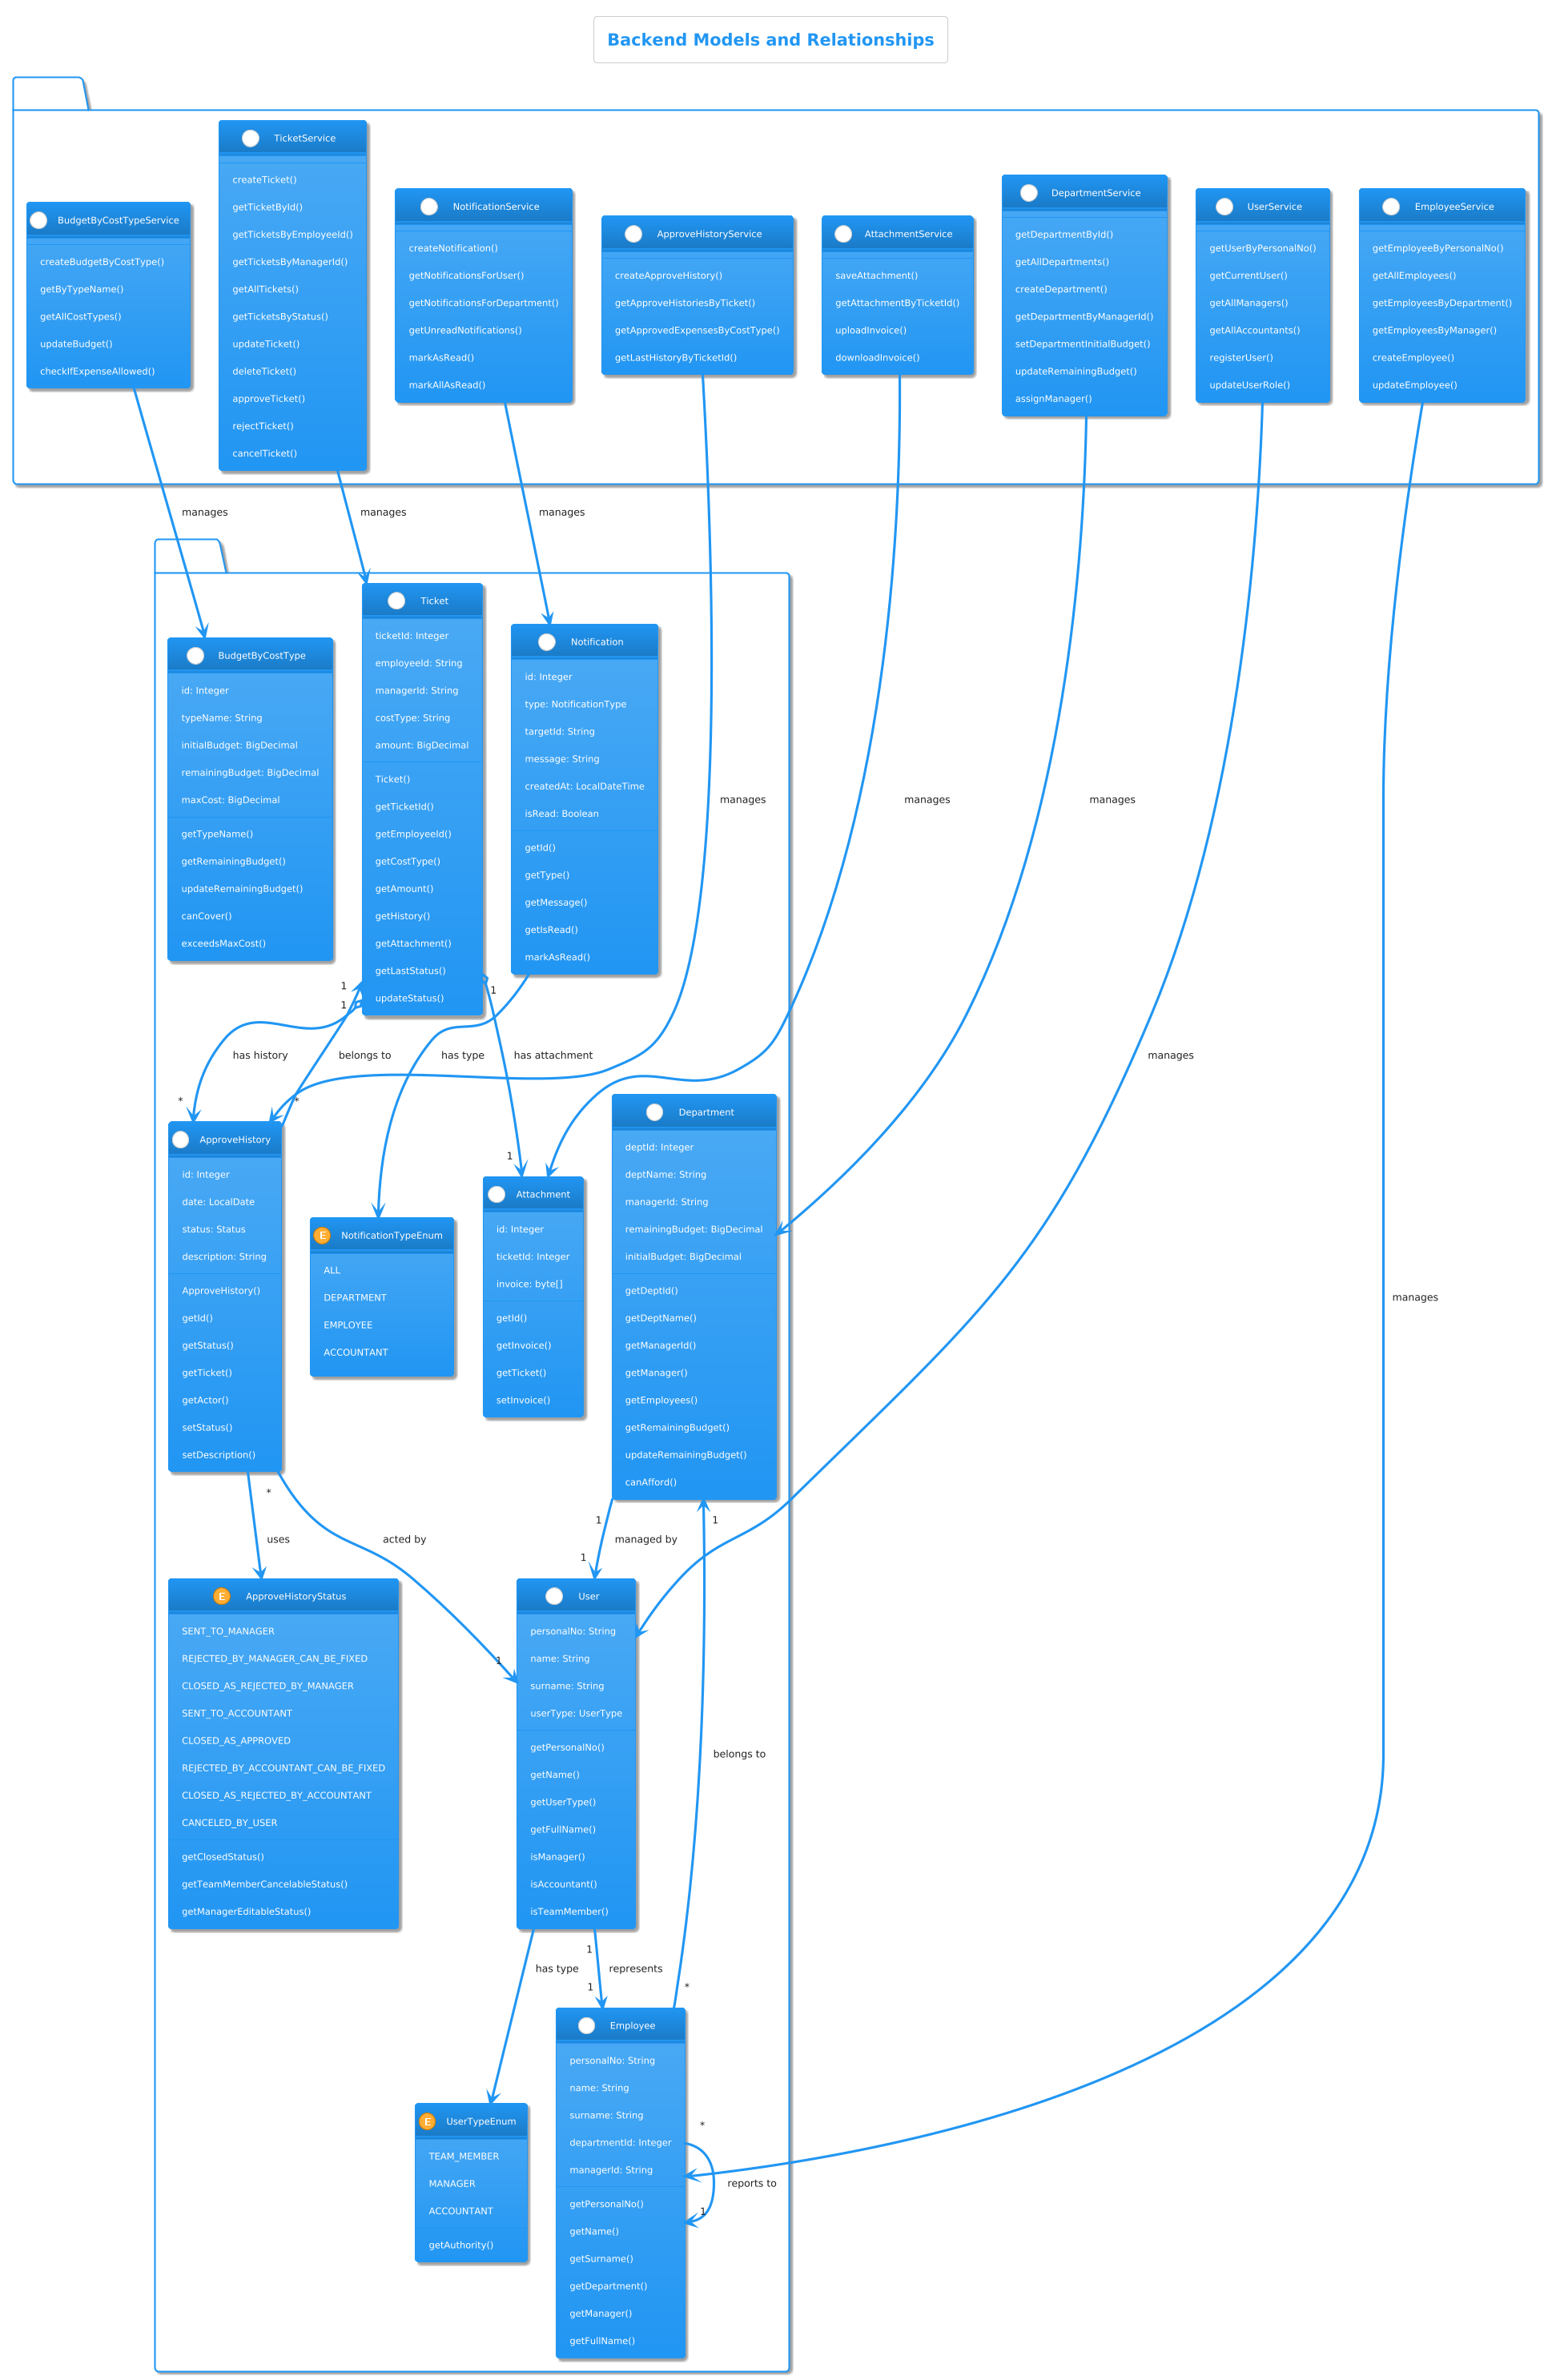 Backend Models and Relationships
BudgetByCostTypeService
createBudgetByCostType()
getByTypeName()
getAllCostTypes()
updateBudget()
checkIfExpenseAllowed()
TicketService
createTicket()
getTicketById()
getTicketsByEmployeeId()
getTicketsByManagerId()
getAllTickets()
getTicketsByStatus()
updateTicket()
deleteTicket()
approveTicket()
rejectTicket()
cancelTicket()
NotificationService
createNotification()
getNotificationsForUser()
getNotificationsForDepartment()
getUnreadNotifications()
markAsRead()
markAllAsRead()
ApproveHistoryService
createApproveHistory()
getApproveHistoriesByTicket()
getApprovedExpensesByCostType()
getLastHistoryByTicketId()
AttachmentService
saveAttachment()
getAttachmentByTicketId()
uploadInvoice()
downloadInvoice()
DepartmentService
getDepartmentById()
getAllDepartments()
createDepartment()
getDepartmentByManagerId()
setDepartmentInitialBudget()
updateRemainingBudget()
assignManager()
UserService
getUserByPersonalNo()
getCurrentUser()
getAllManagers()
getAllAccountants()
registerUser()
updateUserRole()
EmployeeService
getEmployeeByPersonalNo()
getAllEmployees()
getEmployeesByDepartment()
getEmployeesByManager()
createEmployee()
updateEmployee()
manages
manages
manages
BudgetByCostType
id: Integer
typeName: String
initialBudget: BigDecimal
remainingBudget: BigDecimal
maxCost: BigDecimal
getTypeName()
getRemainingBudget()
updateRemainingBudget()
canCover()
exceedsMaxCost()
Ticket
ticketId: Integer
employeeId: String
managerId: String
costType: String
amount: BigDecimal
Ticket()
getTicketId()
getEmployeeId()
getCostType()
getAmount()
getHistory()
getAttachment()
getLastStatus()
updateStatus()
Notification
id: Integer
type: NotificationType
targetId: String
message: String
createdAt: LocalDateTime
isRead: Boolean
getId()
getType()
getMessage()
getIsRead()
markAsRead()
manages
manages
manages
1
1
1
has history
belongs to
has type
has attachment
manages
*
*
1
ApproveHistory
id: Integer
date: LocalDate
status: Status
description: String
ApproveHistory()
getId()
getStatus()
getTicket()
getActor()
setStatus()
setDescription()
E
NotificationTypeEnum
ALL
DEPARTMENT
EMPLOYEE
ACCOUNTANT
Attachment
id: Integer
ticketId: Integer
invoice: byte[]
getId()
getInvoice()
getTicket()
setInvoice()
Department
deptId: Integer
deptName: String
managerId: String
remainingBudget: BigDecimal
initialBudget: BigDecimal
getDeptId()
getDeptName()
getManagerId()
getManager()
getEmployees()
getRemainingBudget()
updateRemainingBudget()
canAfford()
manages
*
1
1
uses
acted by
managed by
1
1
E
ApproveHistoryStatus
SENT_TO_MANAGER
REJECTED_BY_MANAGER_CAN_BE_FIXED
CLOSED_AS_REJECTED_BY_MANAGER
SENT_TO_ACCOUNTANT
CLOSED_AS_APPROVED
REJECTED_BY_ACCOUNTANT_CAN_BE_FIXED
CLOSED_AS_REJECTED_BY_ACCOUNTANT
CANCELED_BY_USER
getClosedStatus()
getTeamMemberCancelableStatus()
getManagerEditableStatus()
User
personalNo: String
name: String
surname: String
userType: UserType
getPersonalNo()
getName()
getUserType()
getFullName()
isManager()
isAccountant()
isTeamMember()
belongs to
1
has type
represents
1
*
E
UserTypeEnum
TEAM_MEMBER
MANAGER
ACCOUNTANT
getAuthority()
Employee
personalNo: String
name: String
surname: String
departmentId: Integer
managerId: String
getPersonalNo()
getName()
getSurname()
getDepartment()
getManager()
getFullName()
*
reports to
1